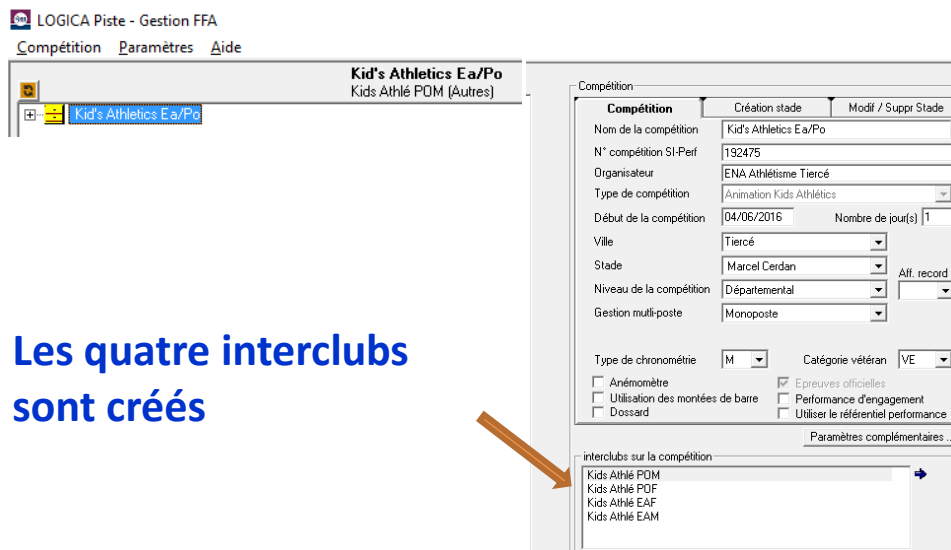 LOGICA Piste - Gestion FFA
Compétition Paramètres Aide
Kid's Athletics Ea/Po
Kids Athlé POM (Autres)
Kid's Athletics Ea/Po
Les quatre interclubs
sont créés
Compétition
Compétition Création stade Modif / Suppr Stade
Nom de la compétition Kid's Athletics Ea/Po
N° compétition SI-Perf 192475
Organisateur ENA Athlétisme Tiercé
Type de compétition Animation Kids Athlétics
Début de la compétition 04/06/2016 Nombre de jour(s) 1
Ville Tiercé
Stade Marcel Cerdan Aff. record
Niveau de la compétition Départemental
Gestion mutli-poste Monoposte
Type de chronométrie M Catégorie vétéran VE
Anémomètre Epreuves officielles
Utilisation des montées de barre Performance d'engagement
Dossard Utiliser le référentiel performance
Paramètres complémentaires ..
interclubs sur la compétition
Kids Athlé POM
Kids Athlé POF
Kids Athlé EAF
Kids Athlé EAM